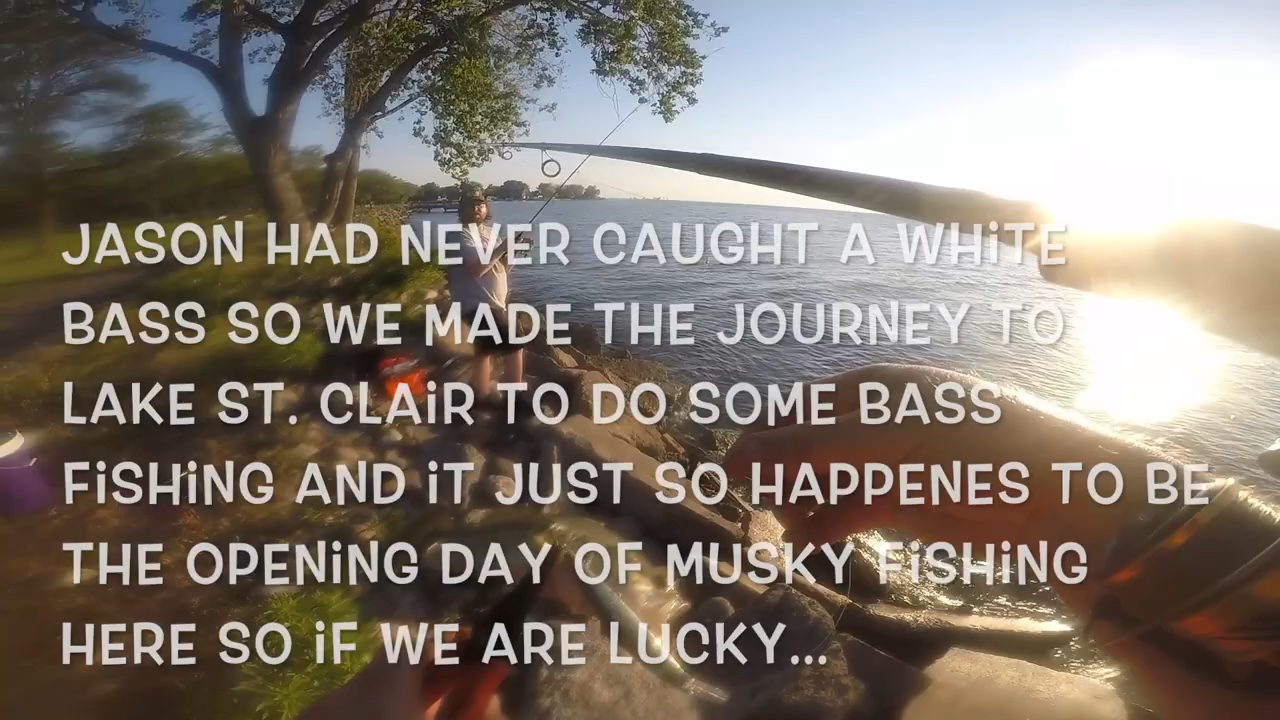 JASON HAD NEVER CAUGHT A WHiTE
BASS SO WE MADE THE JOURNEY TO
LAKE ST. CLAiR TO DO SOME BASS
FiSHiNG AND iT JUST SO HAPPENES TO BE
THE OPENiNG DAY OF MUSKY FiSHiNG
HERE SO iF WE ARE LUCKY...